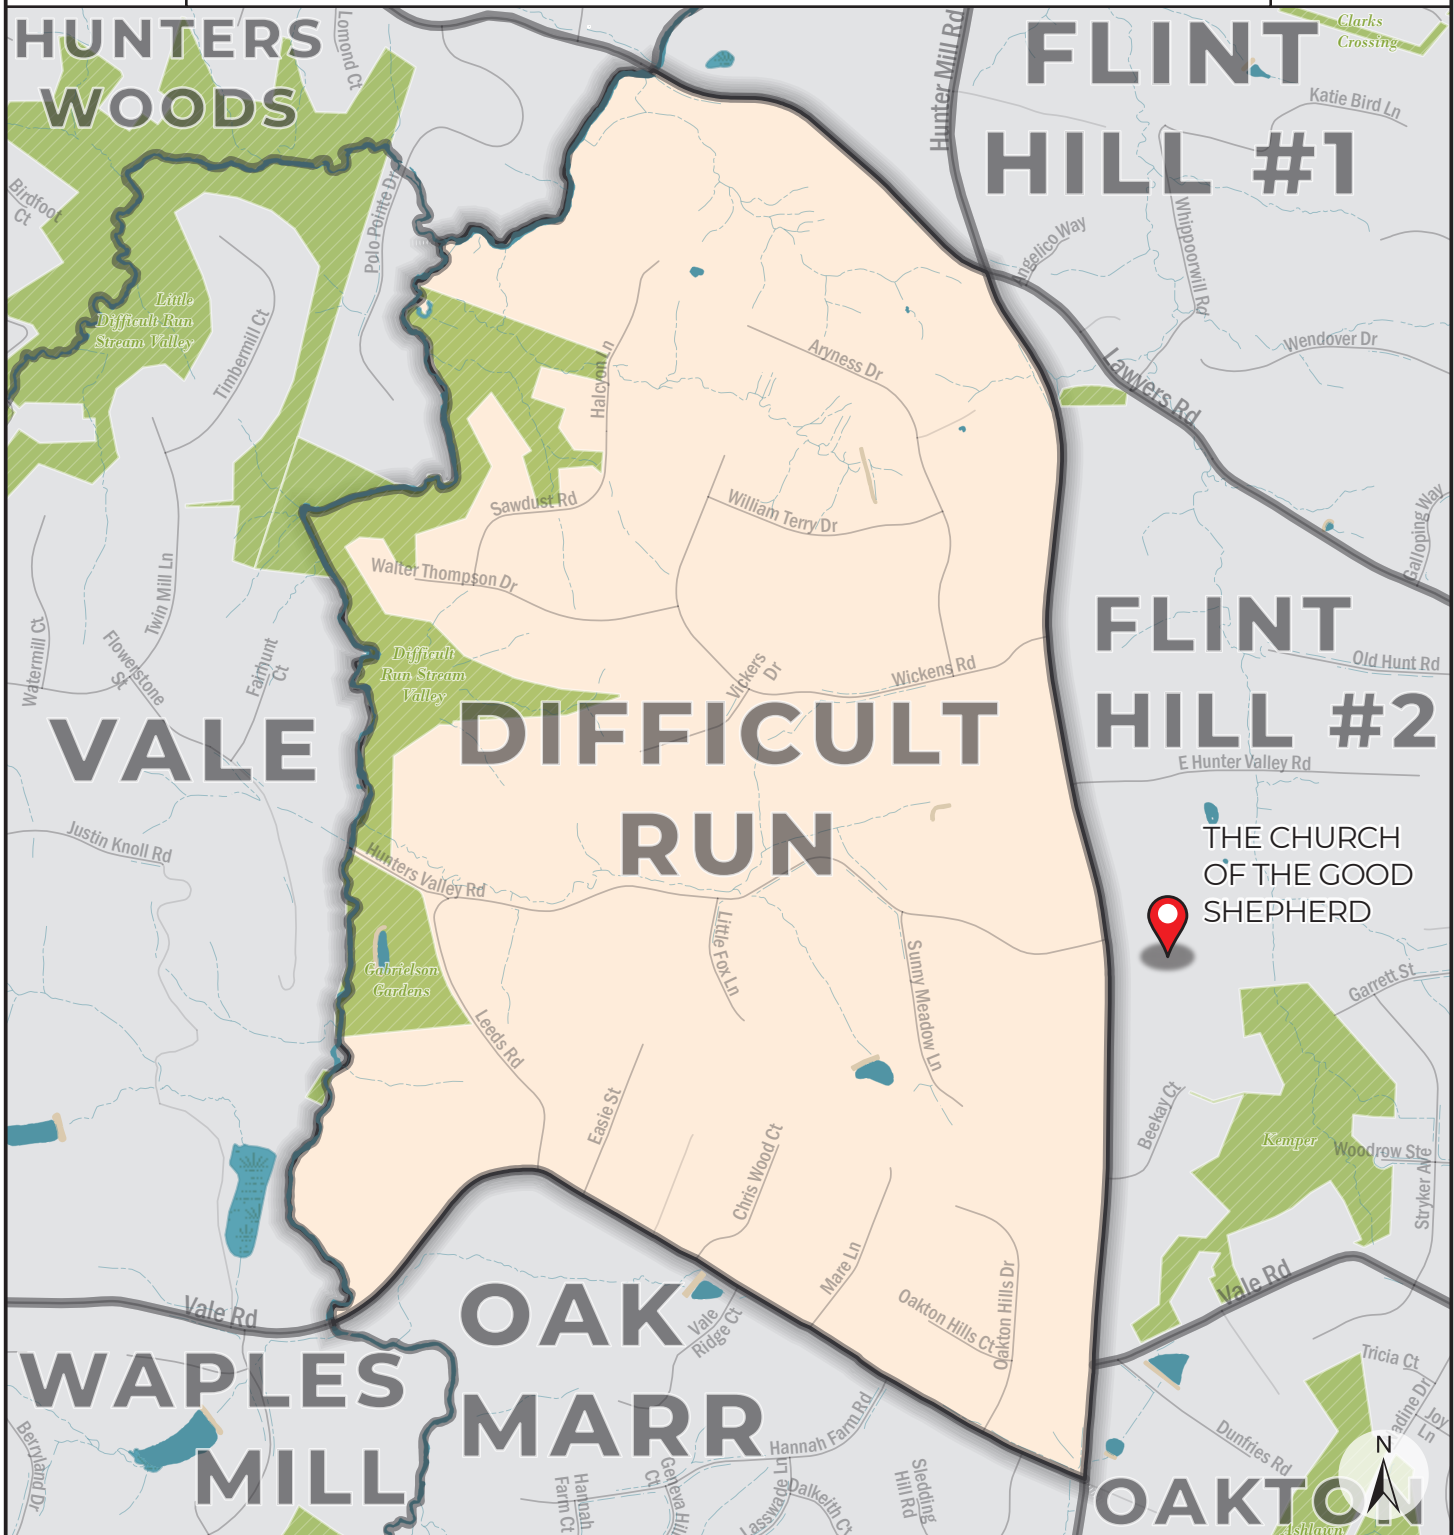 HUNTERS
WOODS
Lomond Ct
Hunter Mill Rd
FLINT
HILL #1
Clarks
Crossing
Katie Bird Ln
Birdfoot
Ct
Polo Pointe Dr
Angelico Way
Whippoorwill Rd
Little
Difficult Run
Stream Valley
Timbermill Ct
Halcyon Ln
Aryness Dr
Wendover Dr
Lawyers Rd
Sawdust Rd
William Terry Dr
Galloping Way
Walter Thompson Dr
Twin Mill Ln
Watermill Ct
Flowerstone
St
Fairhunt
Ct
Difficult
Run Stream
Valley
Vickers
Dr
Wickens Rd
FLINT
HILL #2
Old Hunt Rd
VALE
DIFFICULT
RUN
E Hunter Valley Rd
Justin Knoll Rd
Hunters Valley Rd
THE CHURCH
OF THE GOOD
SHEPHERD
Little Fox Ln
Sunny Meadow Ln
Gabrielson
Gardens
Garrett St
Leeds Rd
Easie St
Beekay Ct
Kemper
Woodrow St
Stryker Ave
Chris Wood Ct
Mare Ln
Oakton Hills Ct
Oakton Hills Dr
Vale Rd
Vale Rd
OAK
MARR
Vale
Ridge Ct
WAPLES
MILL
Tricia Ct
Joy
Ln
Dunfries Rd
Berryland Dr
Hannah Farm Rd
Hannah
Farm Ct
Geneva Hill
Ct
Lasswade Ln
Dalkeith Ct
Sledding
Hill Rd
N
OAKTON
Ashlawn